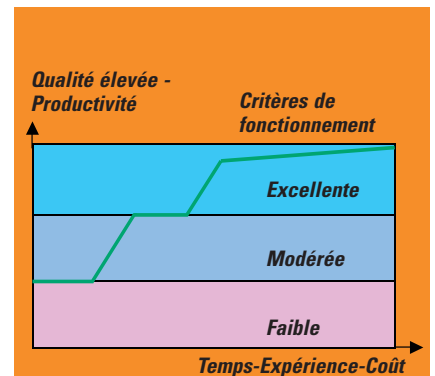 Qualité élevée -
Productivité
Critères de
fonctionnement
Excellente
Modérée
Faible
Temps-Expérience-Coût